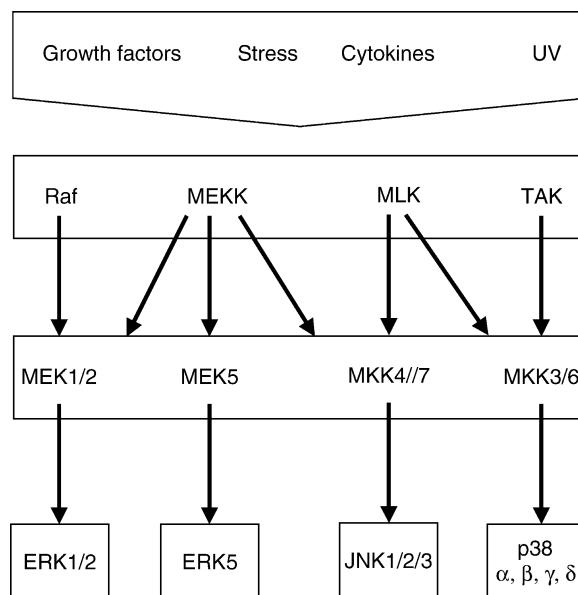 Growth factors Stress Cytokines UV
Raf MEKK MLK TAK
MEK1/2 MEK5 MKK4//7 MKK3/6
ERK1/2 ERK5 JNK1/2/3 p38
α, β, γ, δ